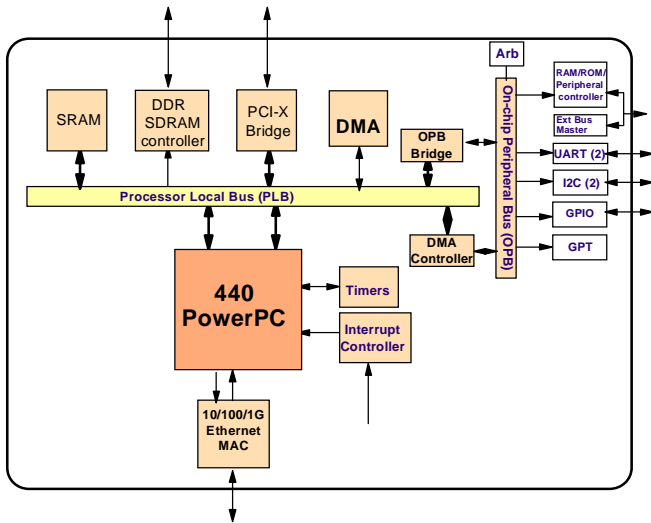 Arb
SRAM
DDR
SDRAM
controller
PCI-X
Bridge
DMA
OPB
Bridge
On-chip Peripheral Bus (OPB)
RAM/ROM/
Peripheral
controller
Ext Bus
Master
UART (2)
I2C (2)
GPIO
GPT
Processor Local Bus (PLB)
DMA
Controller
440
PowerPC
Timers
Interrupt
Controller
10/100/1G
Ethernet
MAC